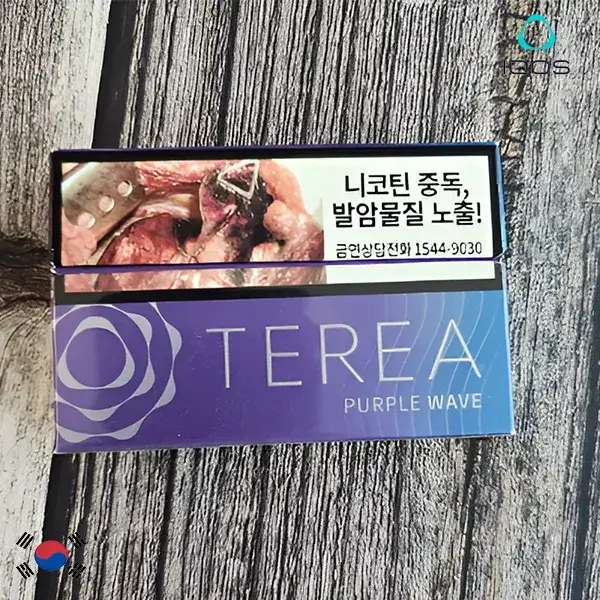 IQOS
니코틴 중독,
발암물질 노출!
금연상담전화 1544-9030
TEREA
PURPLE WAVE